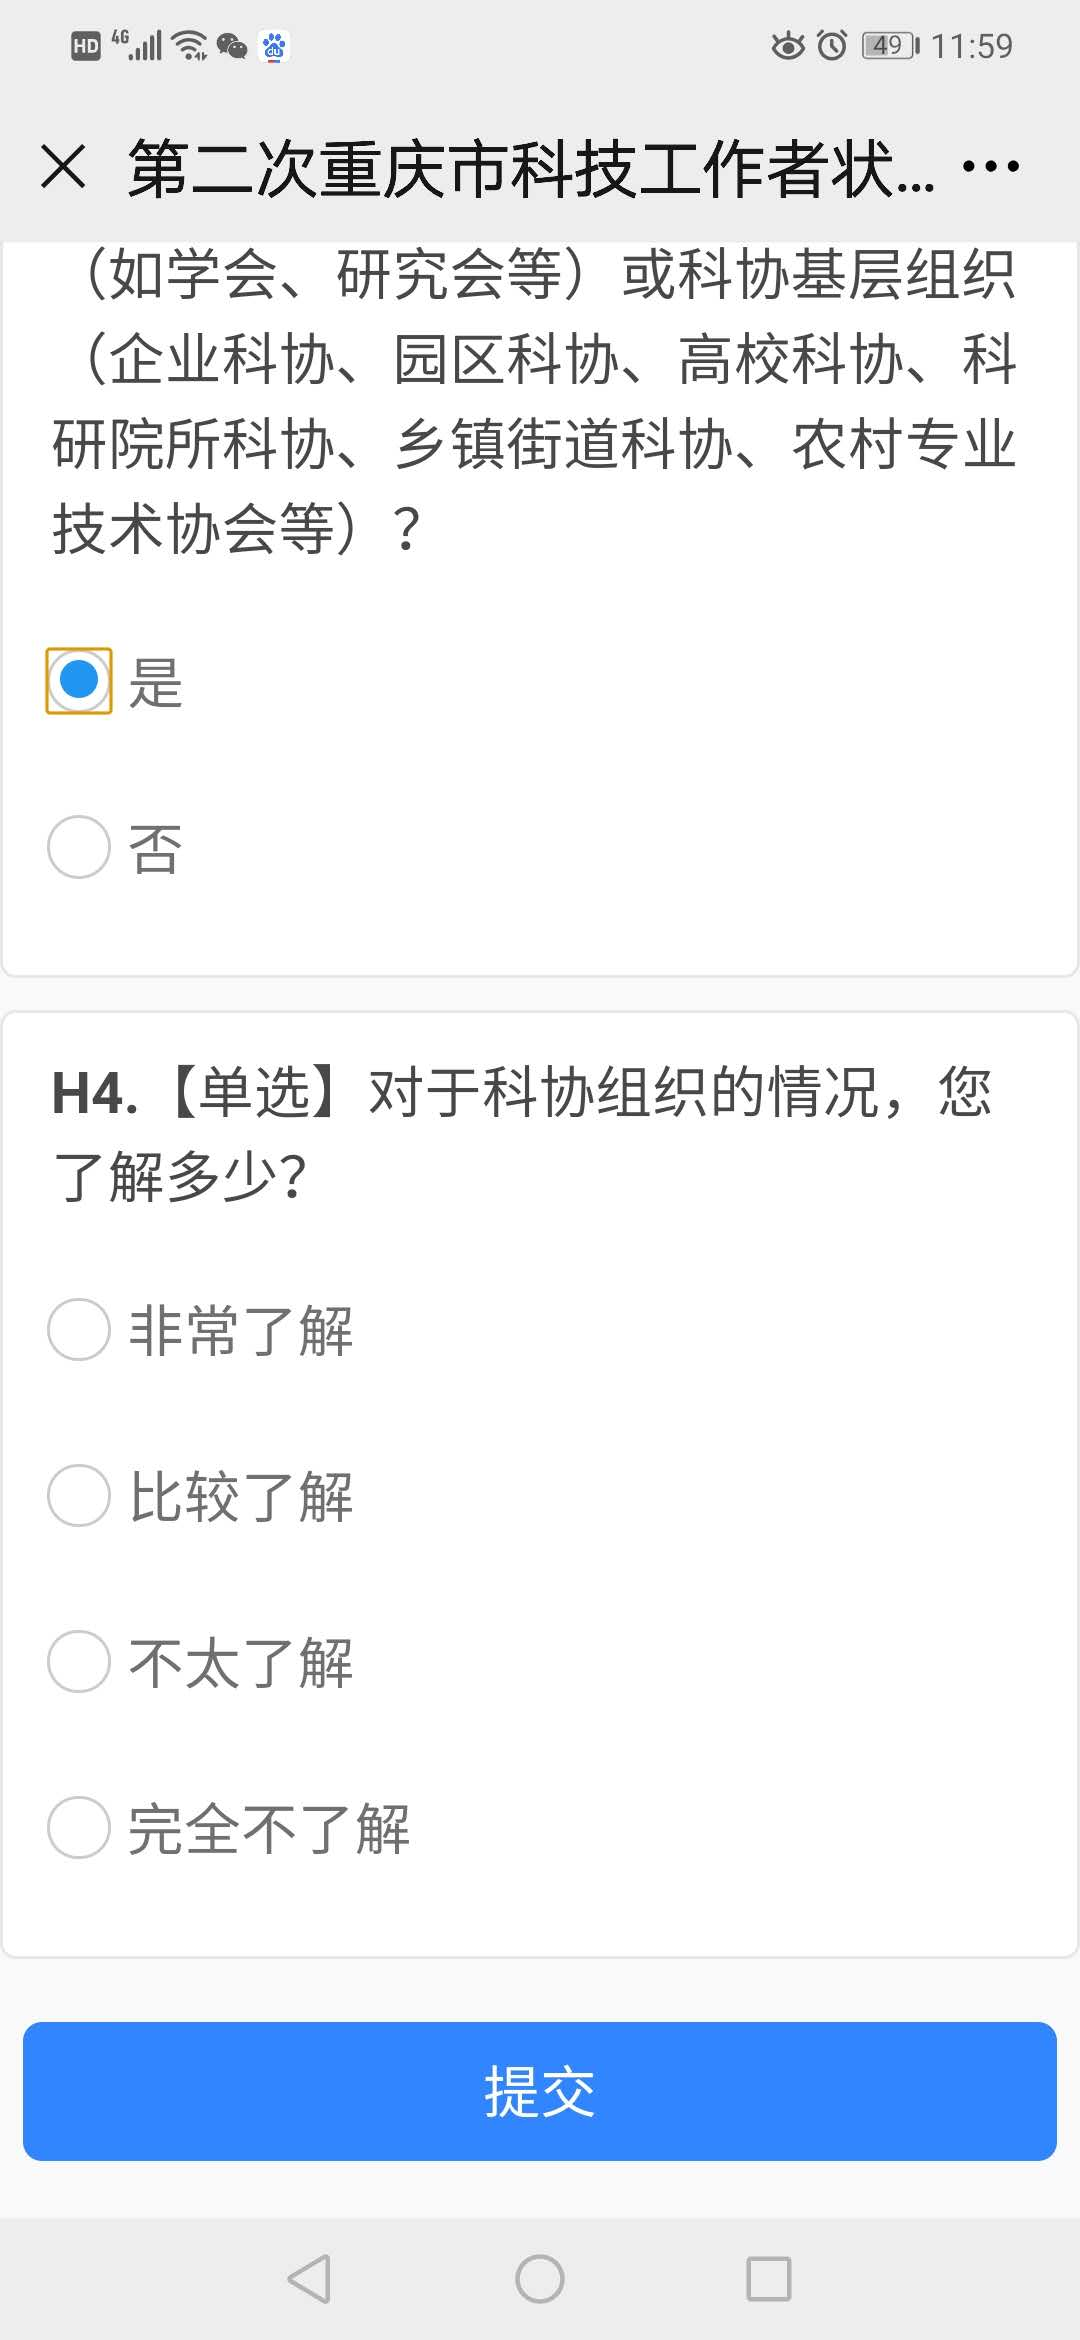 HD 4G 49 11:59
第二次重庆市科技工作者状...
（如学会、研究会等）或科协基层组织
（企业科协、园区科协、高校科协、科
研院所科协、乡镇街道科协、农村专业
技术协会等）？
是
否
H4.【单选】对于科协组织的情况，您
了解多少？
非常了解
比较了解
不太了解
完全不了解
提交